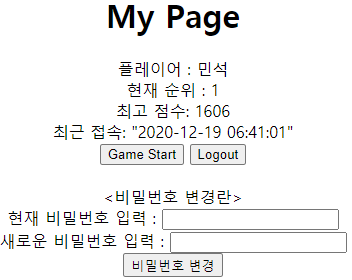 My Page
플레이어 : 민석
현재 순위 : 1
최고 점수: 1606
최근 접속: "2020-12-19 06:41:01"
Game Start Logout
<비밀번호 변경란>
현재 비밀번호 입력 :
새로운 비밀번호 입력 :
비밀번호 변경